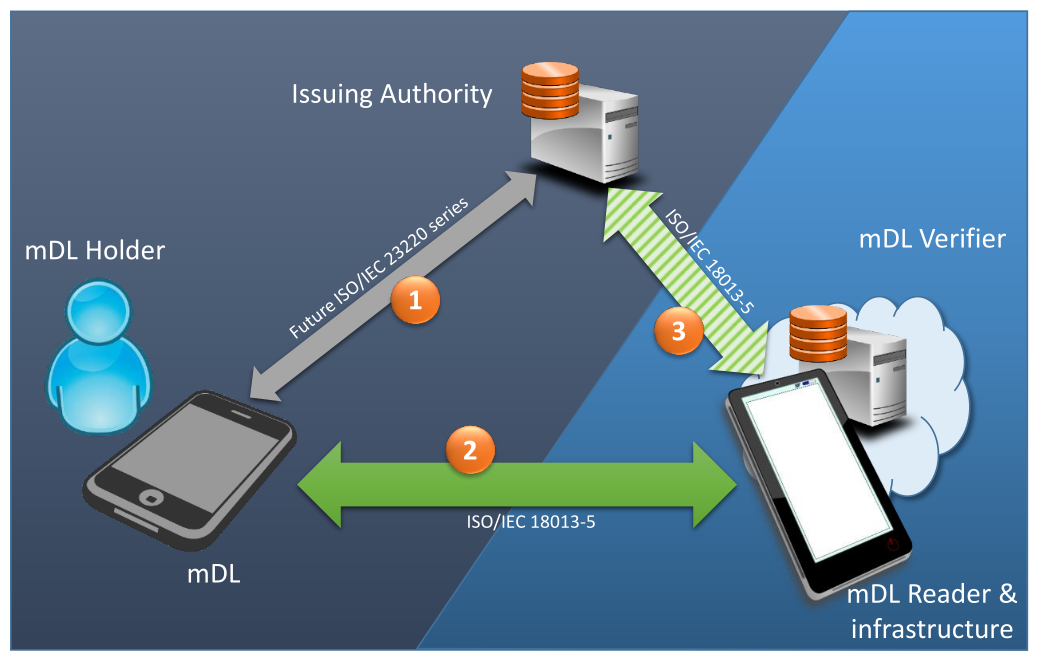 Issuing Authority
mDL Holder
mDL Verifier
Future ISO/IEC 23220 series
1
ISO/IEC 18013-5
3
2
ISO/IEC 18013-5
mDL
mDL Reader &
infrastructure